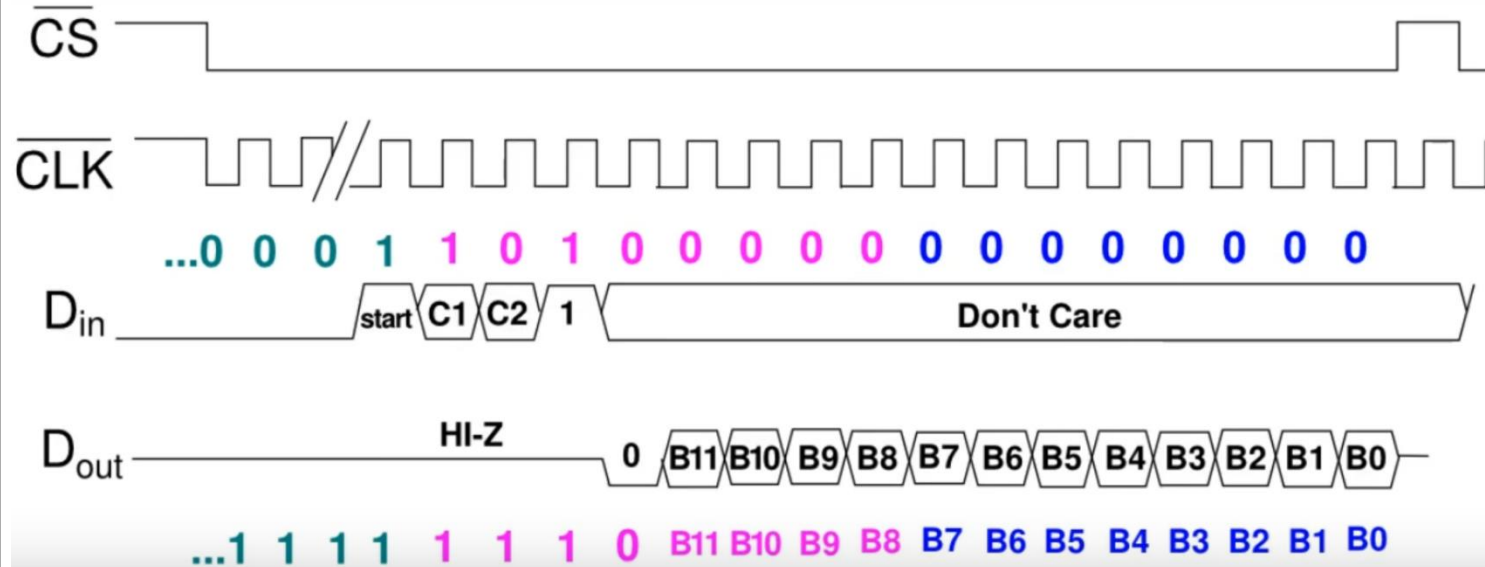 CS
CLK
...0 0 0 1 1 0 1 0 0 0 0 0 0 0 0 0 0 0 0 0
Din start C1 C2 1 Don't Care
HI-Z
Dout 0 B11 B10 B9 B8 B7 B6 B5 B4 B3 B2 B1 B0
...1 1 1 1 1 1 1 0 B11 B10 B9 B8 B7 B6 B5 B4 B3 B2 B1 B0